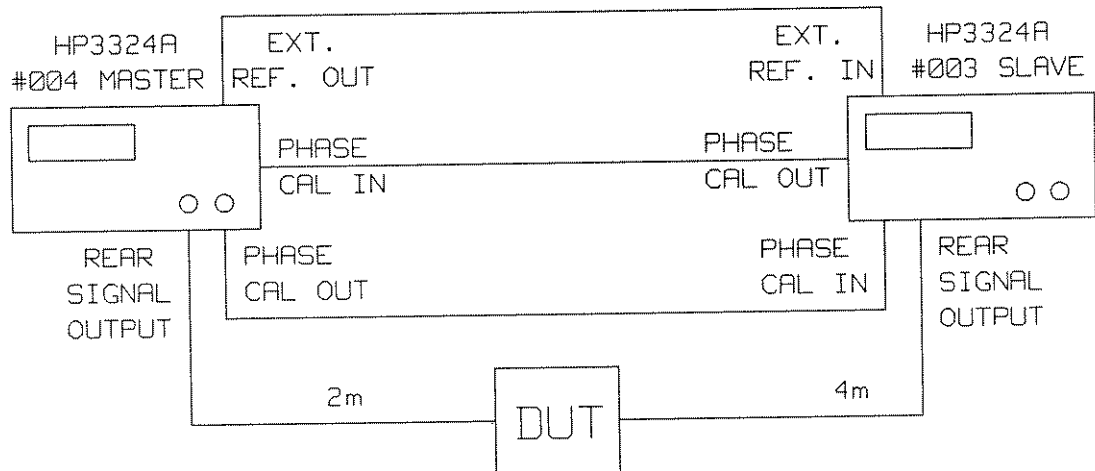 HP3324A
#004 MASTER
EXT.
REF. OUT
EXT.
REF. IN
HP3324A
#003 SLAVE
PHASE
CAL IN
PHASE
CAL OUT
REAR
SIGNAL
OUTPUT
PHASE
CAL OUT
PHASE
CAL IN
REAR
SIGNAL
OUTPUT
2m
DUT
4m